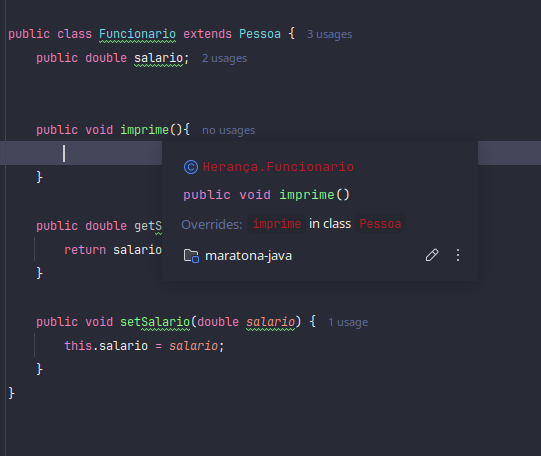 public class Funcionario extends Pessoa { 3 usages
public double salario; 2 usages
public void imprime(){ no usages
Herança.Funcionario
public void imprime()
Overrides: imprime in class Pessoa
maratona-java
}
public double getS
return salario
}
public void setSalario(double salario) { 1 usage
this.salario = salario;
}
}